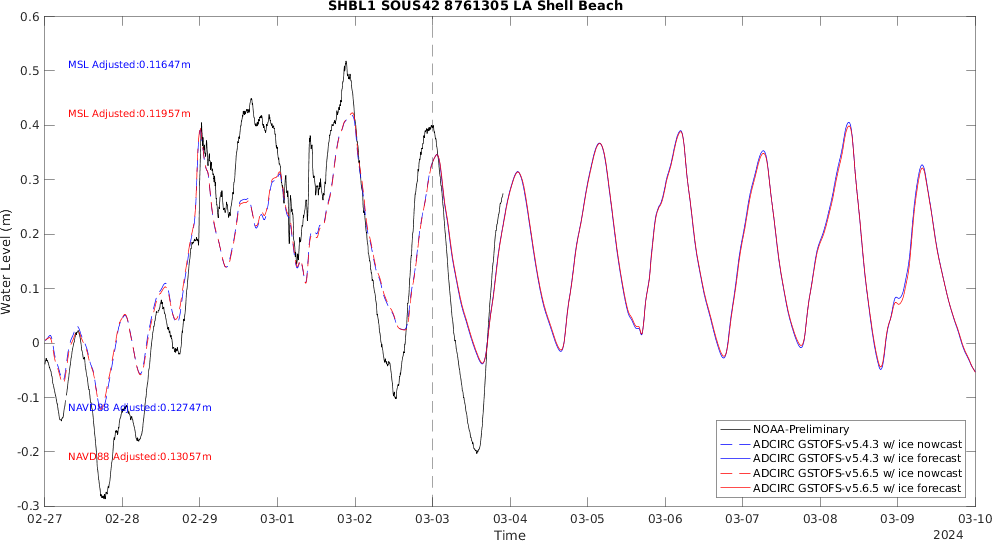 SHBL1 SOUS42 8761305 LA Shell Beach
0.6
0.5
0.4
0.3
0.2
0.1
0
-0.1
-0.2
-0.3
Water Level (m)
MSL Adjusted:0.11647m
MSL Adjusted:0.11957m
NAVD88 Adjusted:0.12747m
NAVD88 Adjusted:0.13057m
NOAA-Preliminary
ADCIRC GSTOFS-v5.4.3 w/ ice nowcast
ADCIRC GSTOFS-v5.4.3 w/ ice forecast
ADCIRC GSTOFS-v5.6.5 w/ ice nowcast
ADCIRC GSTOFS-v5.6.5 w/ ice forecast
02-27 02-28 02-29 03-01 03-02 03-03 03-04 03-05 03-06 03-07 03-08 03-09 03-10
Time
2024